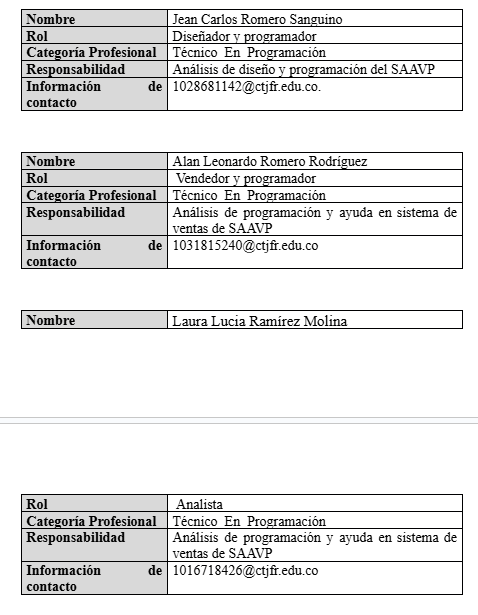 Nombre Jean Carlos Romero Sanguino
Rol Diseñador y programador
Categoría Profesional Técnico En Programación
Responsabilidad Análisis de diseño y programación del SAAVP
Información de contacto 1028681142@ctjfr.edu.co.
Nombre Alan Leonardo Romero Rodríguez
Rol Vendedor y programador
Categoría Profesional Técnico En Programación
Responsabilidad Análisis de programación y ayuda en sistema de
ventas de SAAVP
Información de contacto 1031815240@ctjfr.edu.co
Nombre Laura Lucia Ramírez Molina
Rol Analista
Categoría Profesional Técnico En Programación
Responsabilidad Análisis de programación y ayuda en sistema de
ventas de SAAVP
Información de contacto 1016718426@ctjfr.edu.co